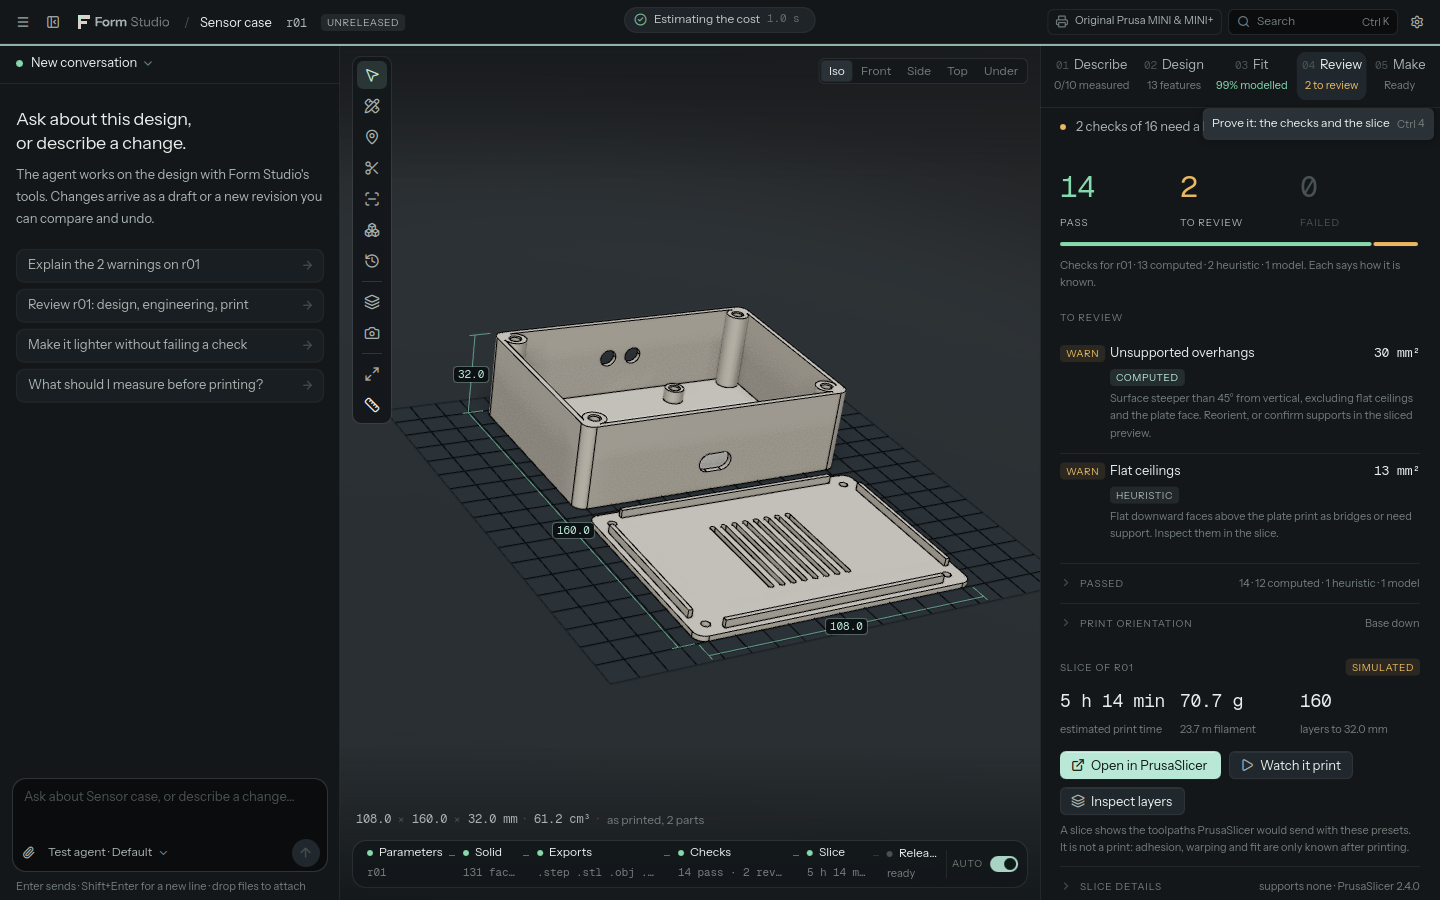 Form Studio / Sensor case r01 UNRELEASED
Estimating the cost 1.0 s
Original Prusa MINI & MINI+
Search Ctrl K
New conversation
Ask about this design,
or describe a change.
The agent works on the design with Form Studio's
tools. Changes arrive as a draft or a new revision you
can compare and undo.
Explain the 2 warnings on r01
Review r01: design, engineering, print
Make it lighter without failing a check
What should I measure before printing?
Ask about Sensor case, or describe a change...
Test agent · Default
Enter sends · Shift+Enter for a new line · drop files to attach
Iso Front Side Top Under
32.0
160.0
108.0
108.0 × 160.0 × 32.0 mm · 61.2 cm³ · as printed, 2 parts
Parameters Solid Exports Checks Slice Relea...
r01 131 fac... .step .stl .obj ... 14 pass · 2 rev... 5 h 14 m... ready
AUTO
01 Describe 02 Design 03 Fit 04 Review 05 Make
0/10 measured 13 features 99% modelled 2 to review Ready
2 checks of 16 need a
Prove it: the checks and the slice Ctrl 4
14 2 0
PASS TO REVIEW FAILED
Checks for r01 · 13 computed · 2 heuristic · 1 model. Each says how it is
known.
TO REVIEW
WARN Unsupported overhangs 30 mm²
COMPUTED
Surface steeper than 45° from vertical, excluding flat ceilings
and the plate face. Reorient, or confirm supports in the sliced
preview.
WARN Flat ceilings 13 mm²
HEURISTIC
Flat downward faces above the plate print as bridges or need
support. Inspect them in the slice.
PASSED 14 · 12 computed · 1 heuristic · 1 model
PRINT ORIENTATION Base down
SLICE OF R01 SIMULATED
5 h 14 min 70.7 g 160
estimated print time 23.7 m filament layers to 32.0 mm
Open in PrusaSlicer
Watch it print
Inspect layers
A slice shows the toolpaths PrusaSlicer would send with these presets.
It is not a print: adhesion, warping and fit are only known after printing.
SLICE DETAILS supports none · PrusaSlicer 2.4.0